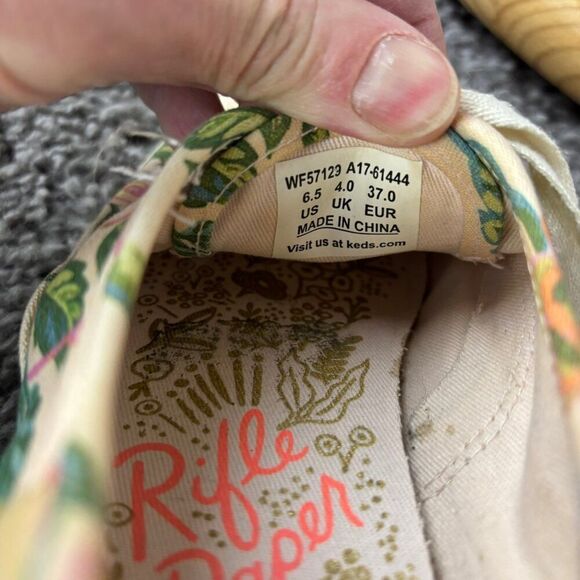 WF57129 A17-61444
6.5 4.0 37.0
US UK EUR
MADE IN CHINA
Visit us at keds.com
Rifle
Paper